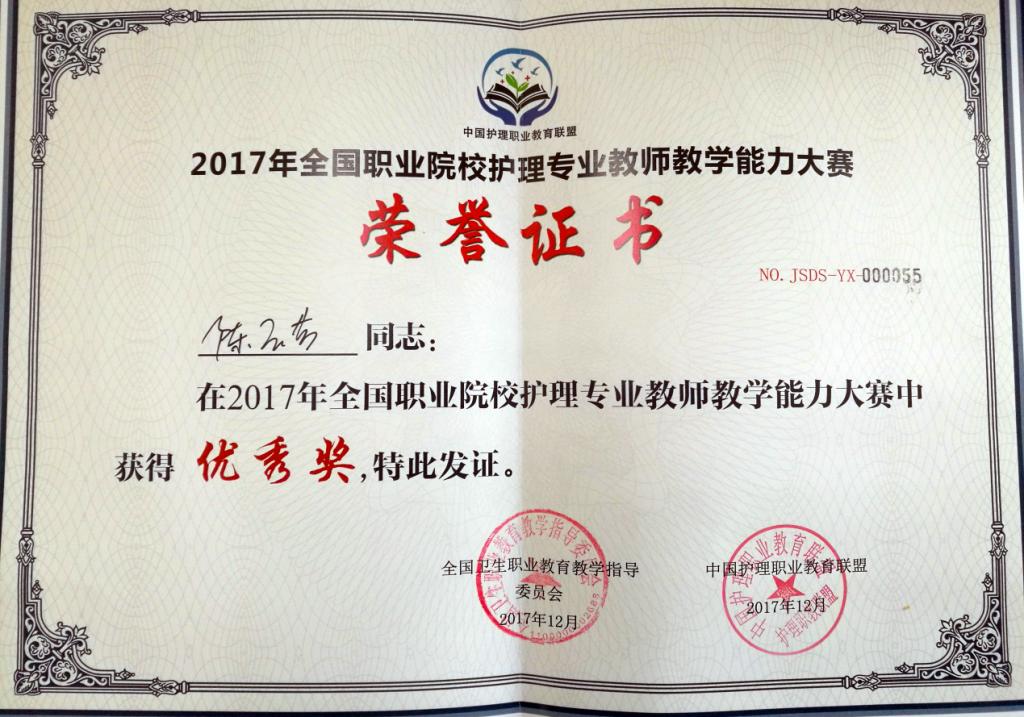 中国护理职业教育联盟
2017年全国职业院校护理专业教师教学能力大赛
荣誉证书
NO. JSDS-YX-000055
陈 同志：
在2017年全国职业院校护理专业教师教学能力大赛中
获得 优秀奖，特此发证。
全国卫生职业教育教学指导
委员会
2017年12月
中国护理职业教育联盟
2017年12月